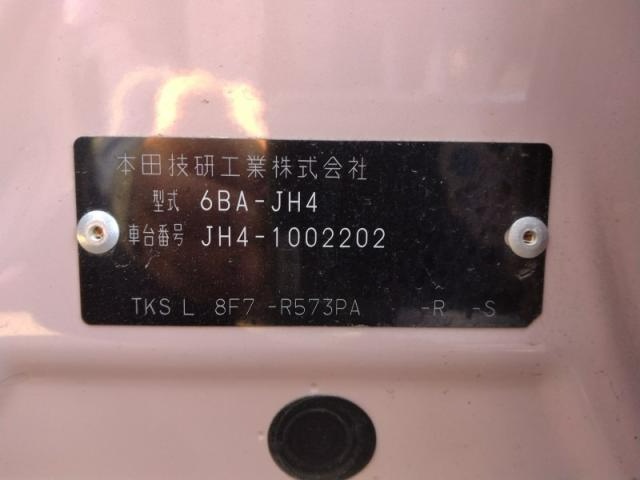 本田技研工業株式会社
型式 6BA-JH4
車台番号 JH4-1002202
TKS L 8F7 -R573PA -R -S